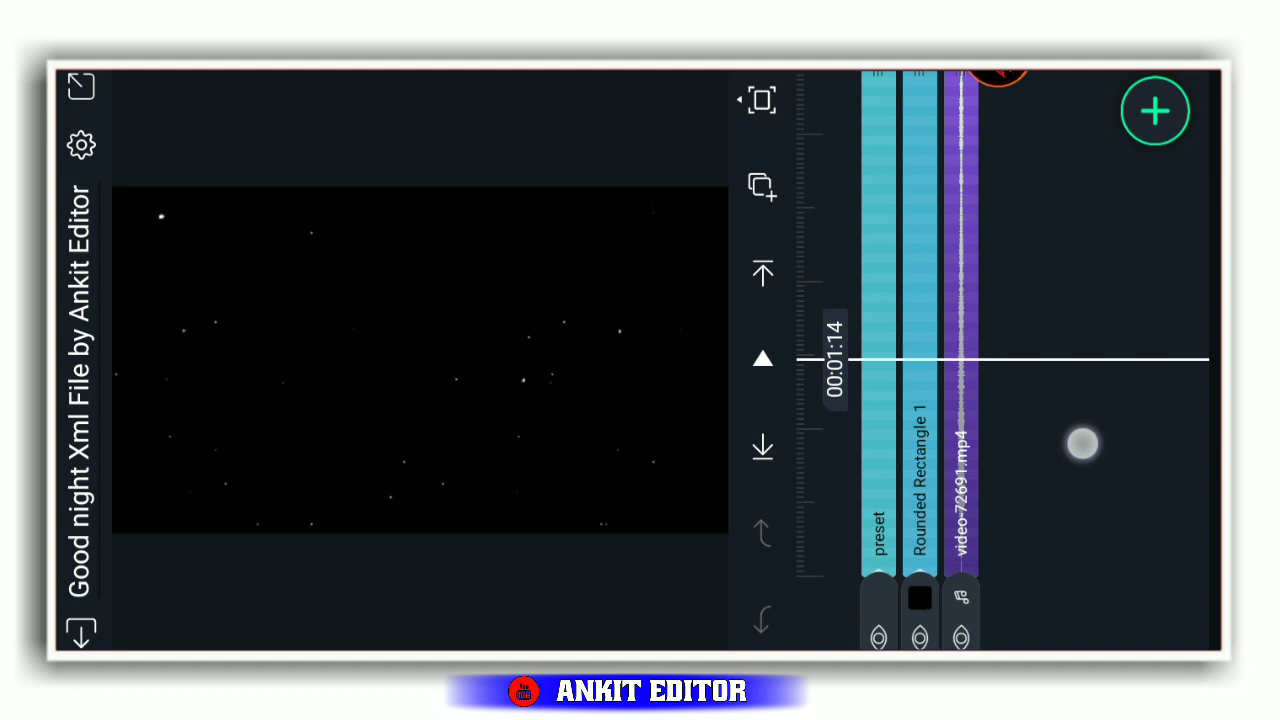 Good night Xml File by Ankit Editor
00:01:14
preset
Rounded Rectangle 1
video-72691.mp4
ANKIT EDITOR